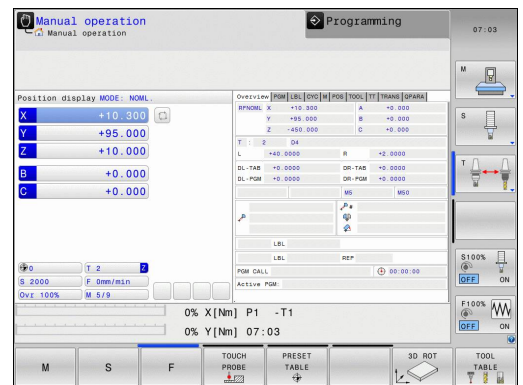 Manual operation
Manual operation
Programming
07:03
Position display MODE: NOML.
X +10.300
Y +95.000
Z +10.000
B +0.000
C +0.000
0 T 2 Z
S 2000 F 0mm/min
Ovr 100% M 5/9
Overview PGM LBL CYC M POS TOOL TT TRANS QPARA
RFNOML X +10.300 A +0.000
Y +95.000 B +0.000
Z -450.000 C +0.000
T : 2 D4
L +40.0000 R +2.0000
DL-TAB +0.0000 DR-TAB +0.0000
DL-PGM +0.0000 DR-PGM +0.0000
M5 M50
LBL
LBL REP
PGM CALL 00:00:00
Active PGM:
0% X[Nm] P1 -T1
0% Y[Nm] 07:03
M
S
T
S100%
OFF ON
F100%
OFF ON
M
S
F
TOUCH PROBE
PRESET TABLE
3D ROT
TOOL TABLE